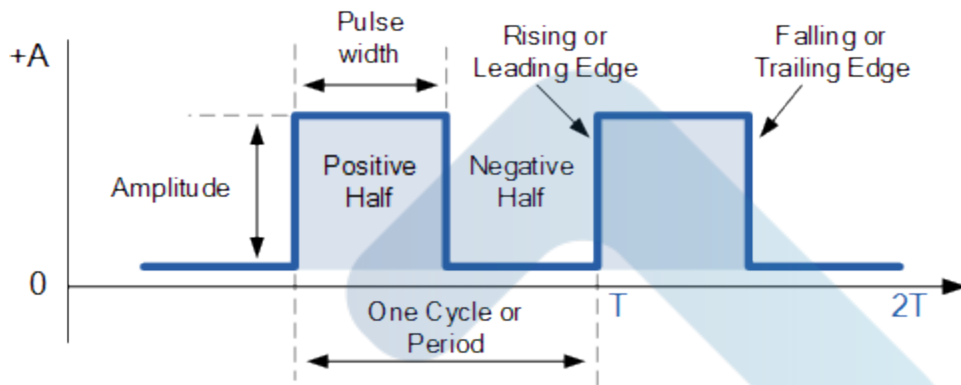 Pulse
width
+A
Rising or
Leading Edge
Falling or
Trailing Edge
Amplitude
Positive
Half
Negative
Half
0
T
2T
One Cycle or
Period